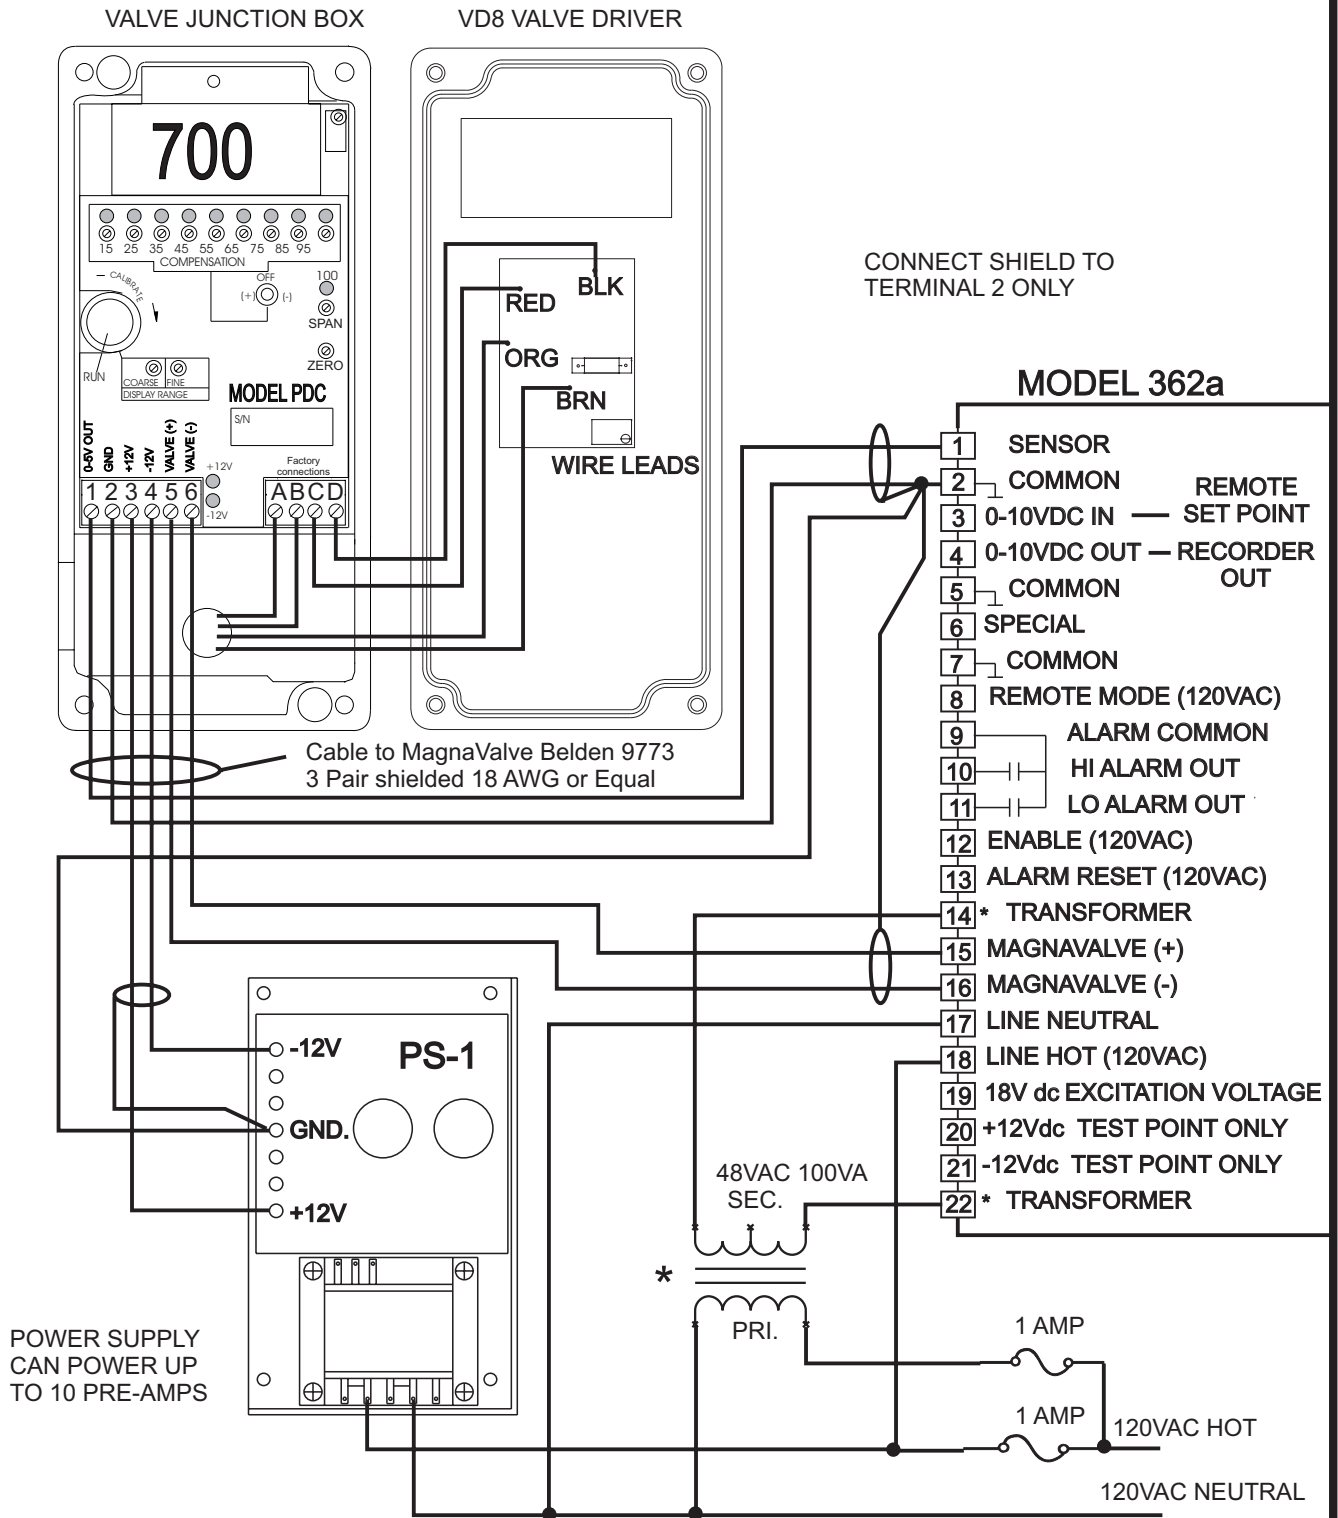 VALVE JUNCTION BOX
VD8 VALVE DRIVER
700
15 25 35 45 55 65 75 85 95
COMPENSATION
CALIBRATE
OFF
(+) (-)
100
SPAN
ZERO
RUN
COARSE FINE
DISPLAY RANGE
MODEL PDC
S/N
0-5V OUT
GND
+12V
-12V
VALVE (+)
VALVE (-)
+12V
-12V
Factory
connections
1 2 3 4 5 6
A B C D
BLK
RED
ORG
BRN
WIRE LEADS
CONNECT SHIELD TO
TERMINAL 2 ONLY
MODEL 362a
1 SENSOR
2 COMMON
3 0-10VDC IN — REMOTE
SET POINT
4 0-10VDC OUT — RECORDER
OUT
5 COMMON
6 SPECIAL
7 COMMON
8 REMOTE MODE (120VAC)
9 ALARM COMMON
10 HI ALARM OUT
11 LO ALARM OUT
12 ENABLE (120VAC)
13 ALARM RESET (120VAC)
14 * TRANSFORMER
15 MAGNAVALVE (+)
16 MAGNAVALVE (-)
17 LINE NEUTRAL
18 LINE HOT (120VAC)
19 18V dc EXCITATION VOLTAGE
20 +12Vdc TEST POINT ONLY
21 -12Vdc TEST POINT ONLY
22 * TRANSFORMER
Cable to MagnaValve Belden 9773
3 Pair shielded 18 AWG or Equal
-12V
PS-1
GND.
+12V
48VAC 100VA
SEC.
*
PRI.
POWER SUPPLY
CAN POWER UP
TO 10 PRE-AMPS
1 AMP
1 AMP
120VAC HOT
120VAC NEUTRAL